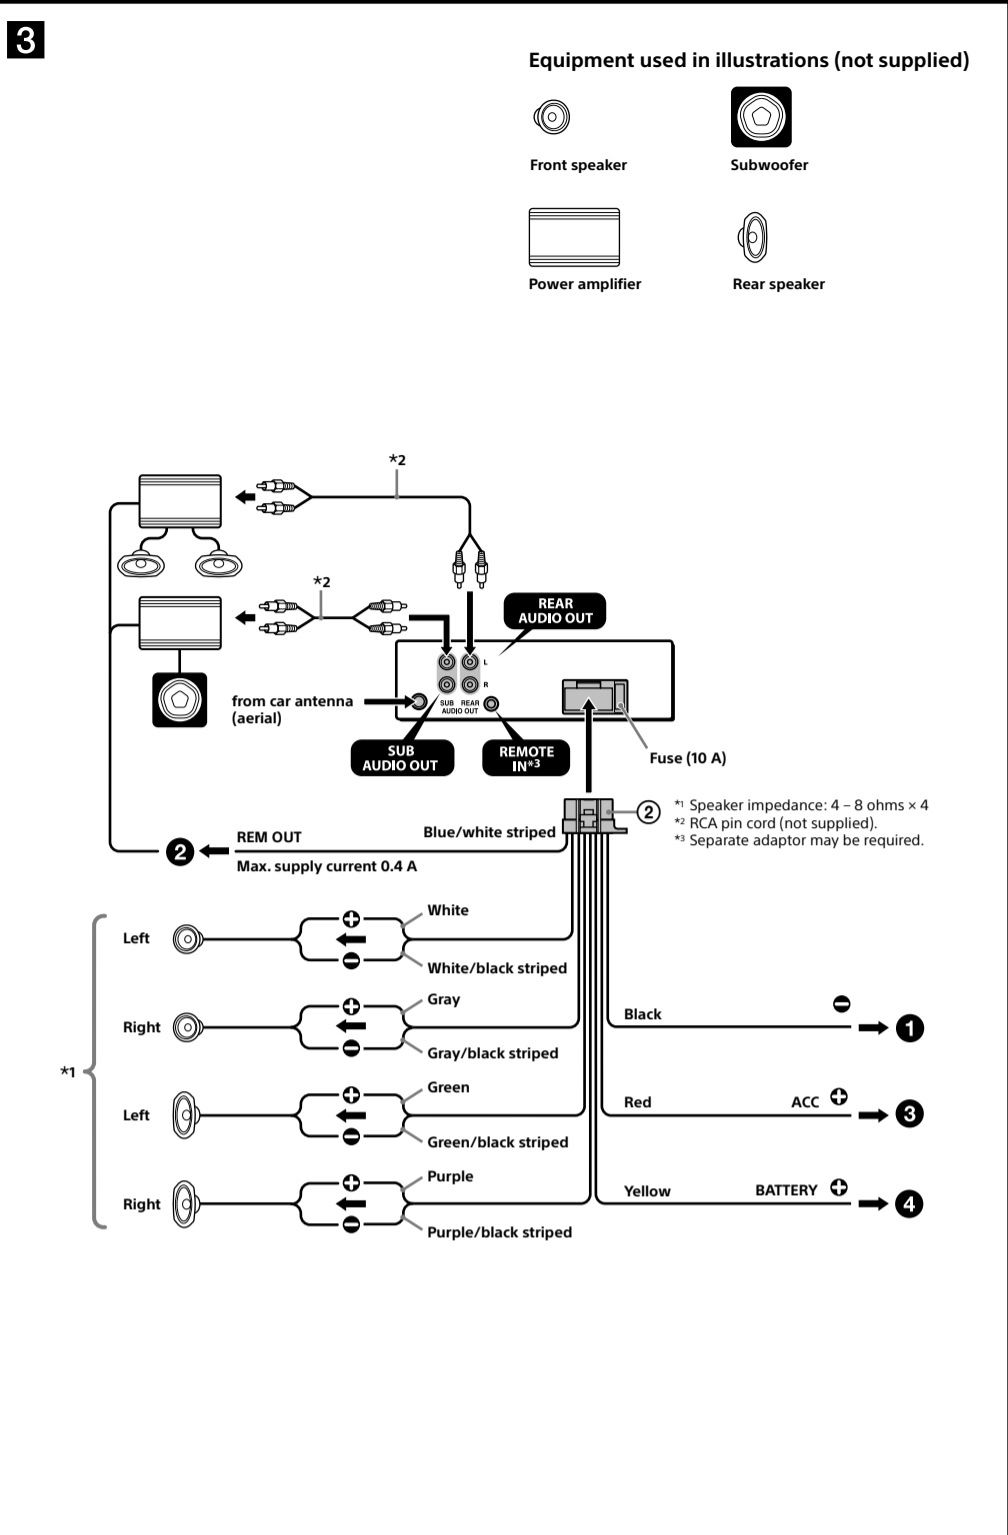 3
Equipment used in illustrations (not supplied)
Front speaker
Subwoofer
Power amplifier
Rear speaker
*2
*2
REAR
AUDIO OUT
L
R
from car antenna
(aerial)
SUB REAR
AUDIO OUT
SUB
AUDIO OUT
REMOTE
IN*3
Fuse (10 A)
2
*1 Speaker impedance: 4 – 8 ohms × 4
*2 RCA pin cord (not supplied).
*3 Separate adaptor may be required.
Blue/white striped
2
REM OUT
Max. supply current 0.4 A
*1
Left
+
−
White
White/black striped
Right
+
−
Gray
Gray/black striped
Left
+
−
Green
Green/black striped
Right
+
−
Purple
Purple/black striped
Black
−
1
Red
ACC +
3
Yellow
BATTERY +
4